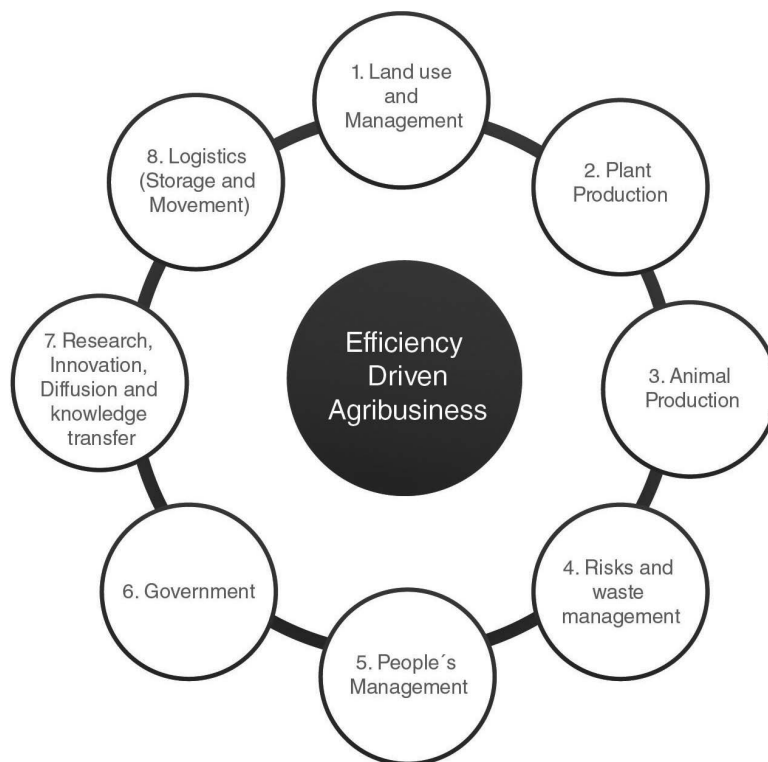 1. Land use
and
Management
2. Plant
Production
3. Animal
Production
4. Risks and
waste
management
5. People´s
Management
6. Government
7. Research,
Innovation,
Diffusion and
knowledge
transfer
8. Logistics
(Storage and
Movement)
Efficiency
Driven
Agribusiness